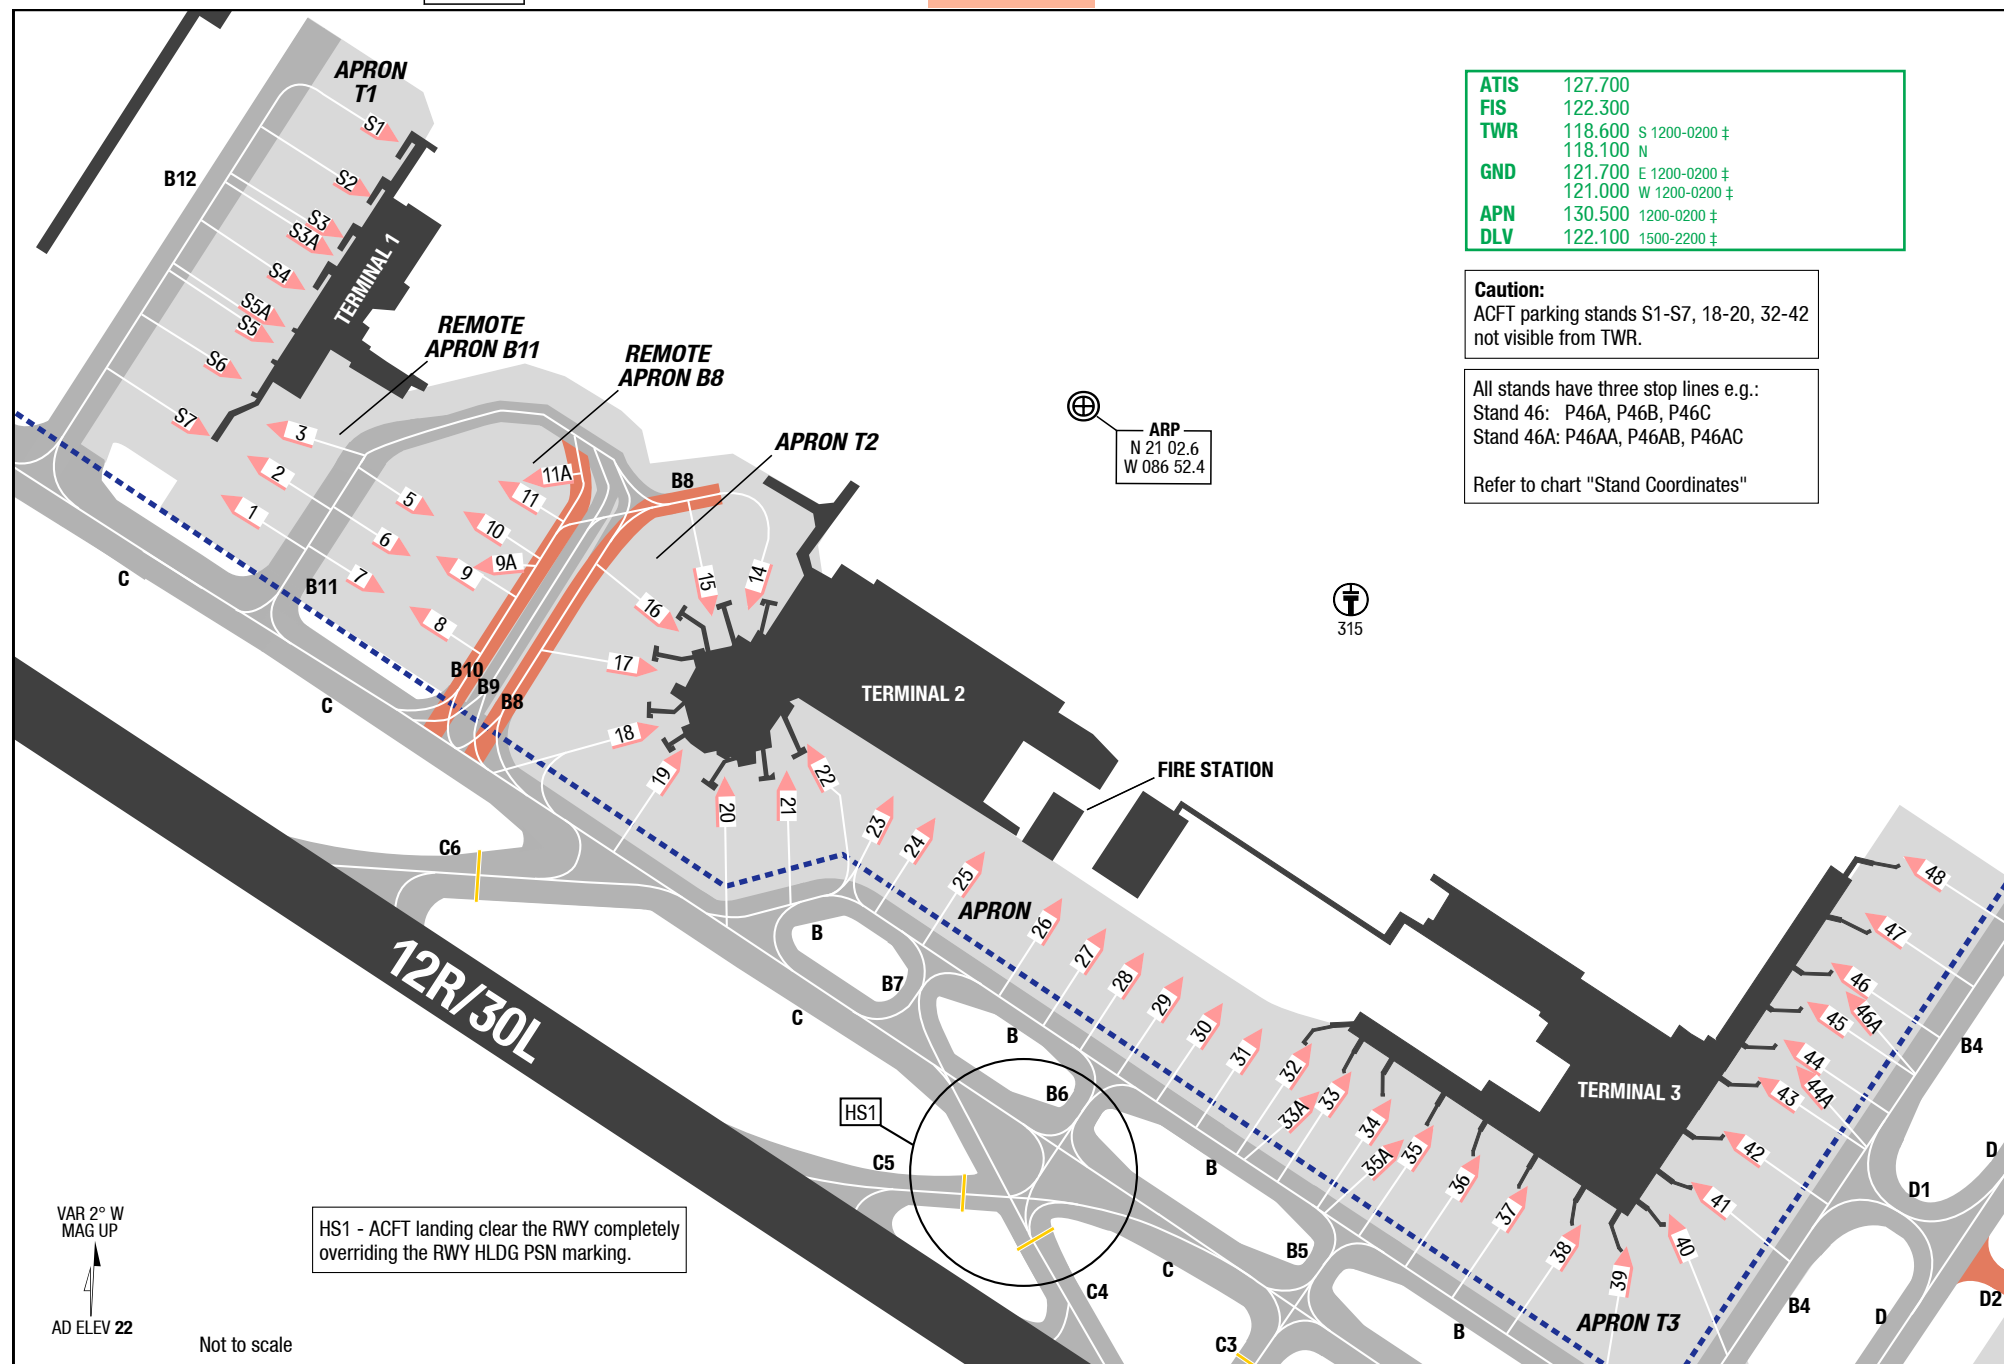 APRON
T1
S1
S2
S3
S3A
S4
S5A
S5
S6
S7
B12
TERMINAL 1
REMOTE
APRON B11
REMOTE
APRON B8
APRON T2
3
2
1
5
6
7
11A
11
10
9A
9
8
B8
15
14
16
17
18
19
20
21
22
23
24
25
C
B11
C
B10
B9
B8
TERMINAL 2
FIRE STATION
ATIS 127.700
FIS 122.300
TWR 118.600 S 1200-0200 ‡
118.100 N
GND 121.700 E 1200-0200 ‡
121.000 W 1200-0200 ‡
APN 130.500 1200-0200 ‡
DLV 122.100 1500-2200 ‡
Caution:
ACFT parking stands S1-S7, 18-20, 32-42
not visible from TWR.
All stands have three stop lines e.g.:
Stand 46: P46A, P46B, P46C
Stand 46A: P46AA, P46AB, P46AC
Refer to chart "Stand Coordinates"
ARP
N 21 02.6
W 086 52.4
315
C6
12R/30L
APRON
B
B7
C
B
B6
HS1
C5
26
27
28
29
30
31
32
33A
33
34
35A
35
36
37
38
39
40
41
42
43
44A
44
45
46A
46
47
48
TERMINAL 3
B4
D
D1
D2
B
B5
C
C4
C3
B
APRON T3
B4
D
VAR 2° W
MAG UP
AD ELEV 22
HS1 - ACFT landing clear the RWY completely
overriding the RWY HLDG PSN marking.
Not to scale